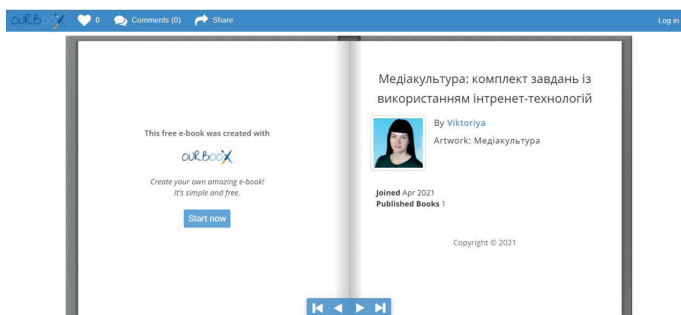 OURBOOX 0 Comments (0) Share Log in
This free e-book was created with
OURBOOX
Create your own amazing e-book!
It's simple and free.
Start now
Медіакультура: комплект завдань із
використанням інтренет-технологій
By Viktoriya
Artwork: Медіакультура
Joined Apr 2021
Published Books 1
Copyright © 2021